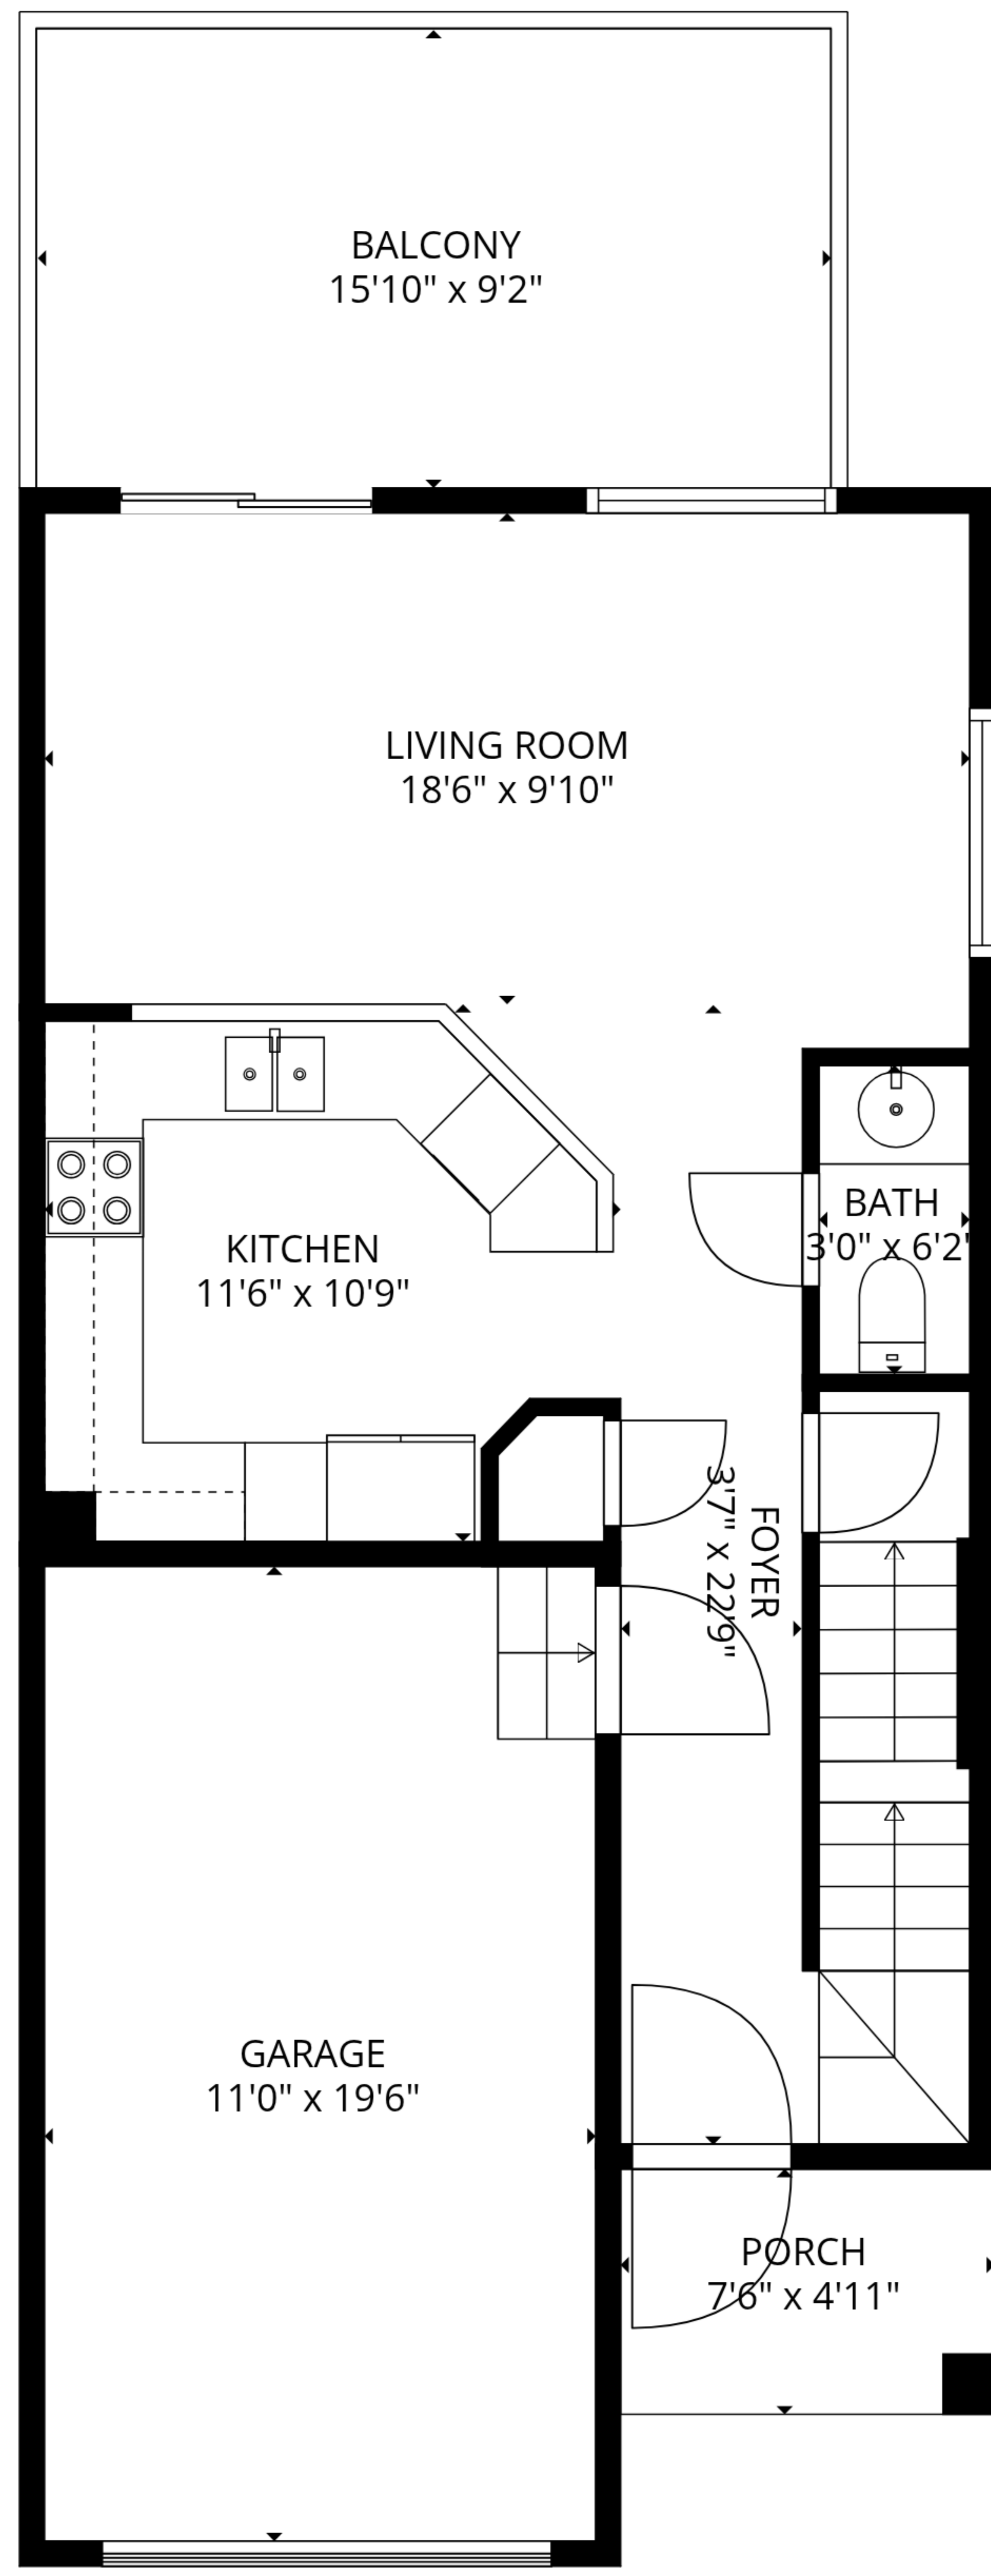 BALCONY
15'10" x 9'2"
LIVING ROOM
18'6" x 9'10"
BATH
3'0" x 6'2"
KITCHEN
11'6" x 10'9"
FOYER
3'7" x 22'9"
GARAGE
11'0" x 19'6"
PORCH
7'6" x 4'11"